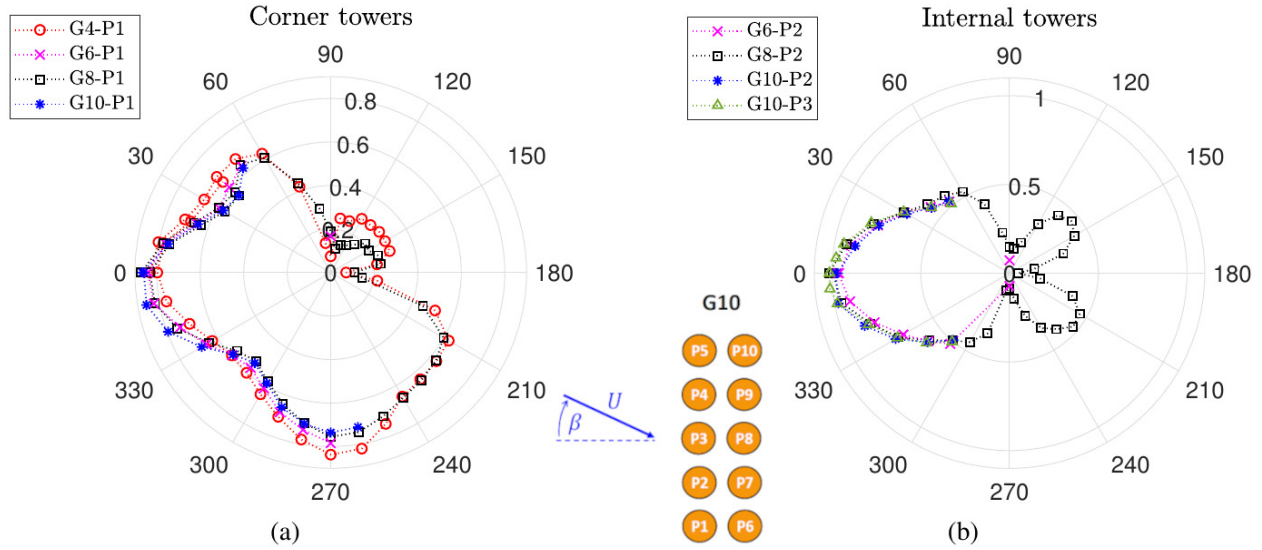 Corner towers
G4-P1
G6-P1
G8-P1
G10-P1
90
60
120
30
150
0
180
330
210
300
240
270
0.8
0.6
0.4
0.2
0
(a)
Internal towers
G6-P2
G8-P2
G10-P2
G10-P3
90
60
120
30
150
0
180
330
210
300
240
270
1
0.5
0
(b)
G10
P5 P10
P4 P9
P3 P8
P2 P7
P1 P6
U
β